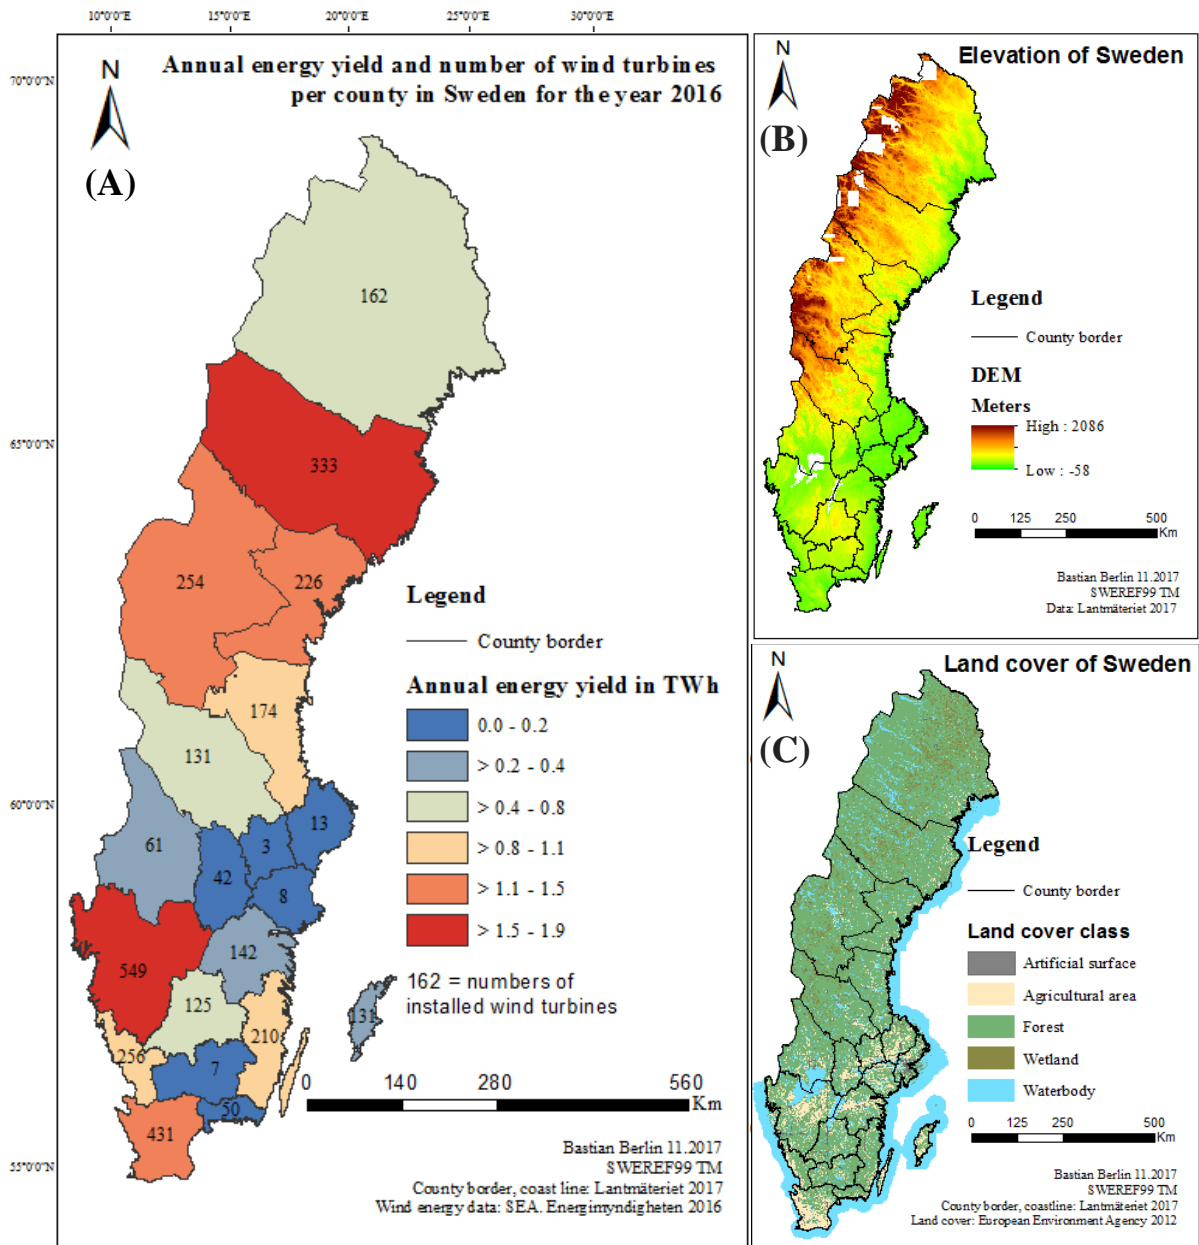 10°0'0"E 15°0'0"E 20°0'0"E 25°0'0"E 30°0'0"E
70°0'0"N
65°0'0"N
60°0'0"N
55°0'0"N
N
(A)
Annual energy yield and number of wind turbines
per county in Sweden for the year 2016
162
333
254
226
174
131
61
13
3
42
8
549
142
125
131
210
256
7
50
431
Legend
County border
Annual energy yield in TWh
0.0 - 0.2
> 0.2 - 0.4
> 0.4 - 0.8
> 0.8 - 1.1
> 1.1 - 1.5
> 1.5 - 1.9
162 = numbers of
installed wind turbines
0 140 280 560
Km
Bastian Berlin 11.2017
SWEREF99 TM
County border, coast line: Lantmäteriet 2017
Wind energy data: SEA. Energimyndigheten 2016
N
(B)
Elevation of Sweden
Legend
County border
DEM
Meters
High : 2086
Low : -58
0 125 250 500
Km
Bastian Berlin 11.2017
SWEREF99 TM
Data: Lantmäteriet 2017
N
(C)
Land cover of Sweden
Legend
County border
Land cover class
Artificial surface
Agricultural area
Forest
Wetland
Waterbody
0 125 250 500
Km
Bastian Berlin 11.2017
SWEREF99 TM
County border, coastline: Lantmäteriet 2017
Land cover: European Environment Agency 2012